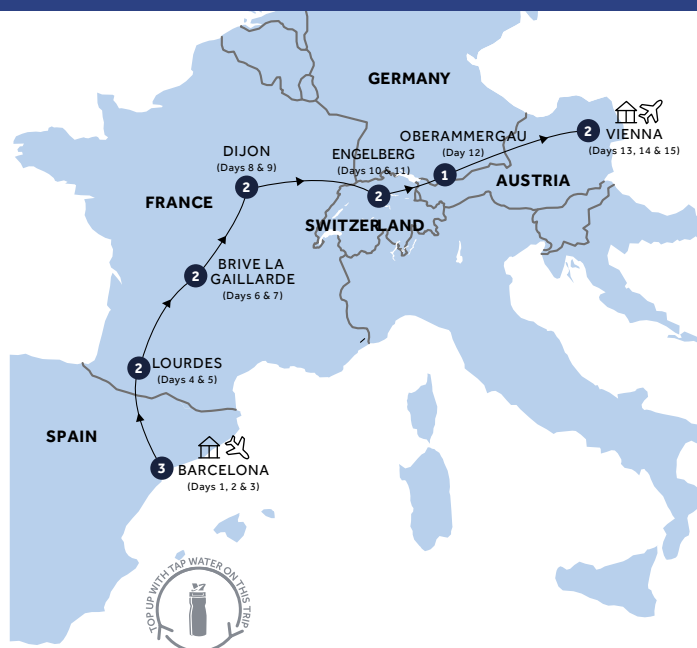 GERMANY
VIENNA
2
(Days 13, 14 & 15)
OBERAMMERGAU
(Day 12)
1
AUSTRIA
DIJON
(Days 8 & 9)
2
ENGELBERG
(Days 10 & 11)
2
FRANCE
SWITZERLAND
BRIVE LA
GAILLARDE
(Days 6 & 7)
2
LOURDES
(Days 4 & 5)
2
SPAIN
BARCELONA
(Days 1, 2 & 3)
3
TOP UP WITH TAP WATER ON THIS TRIP